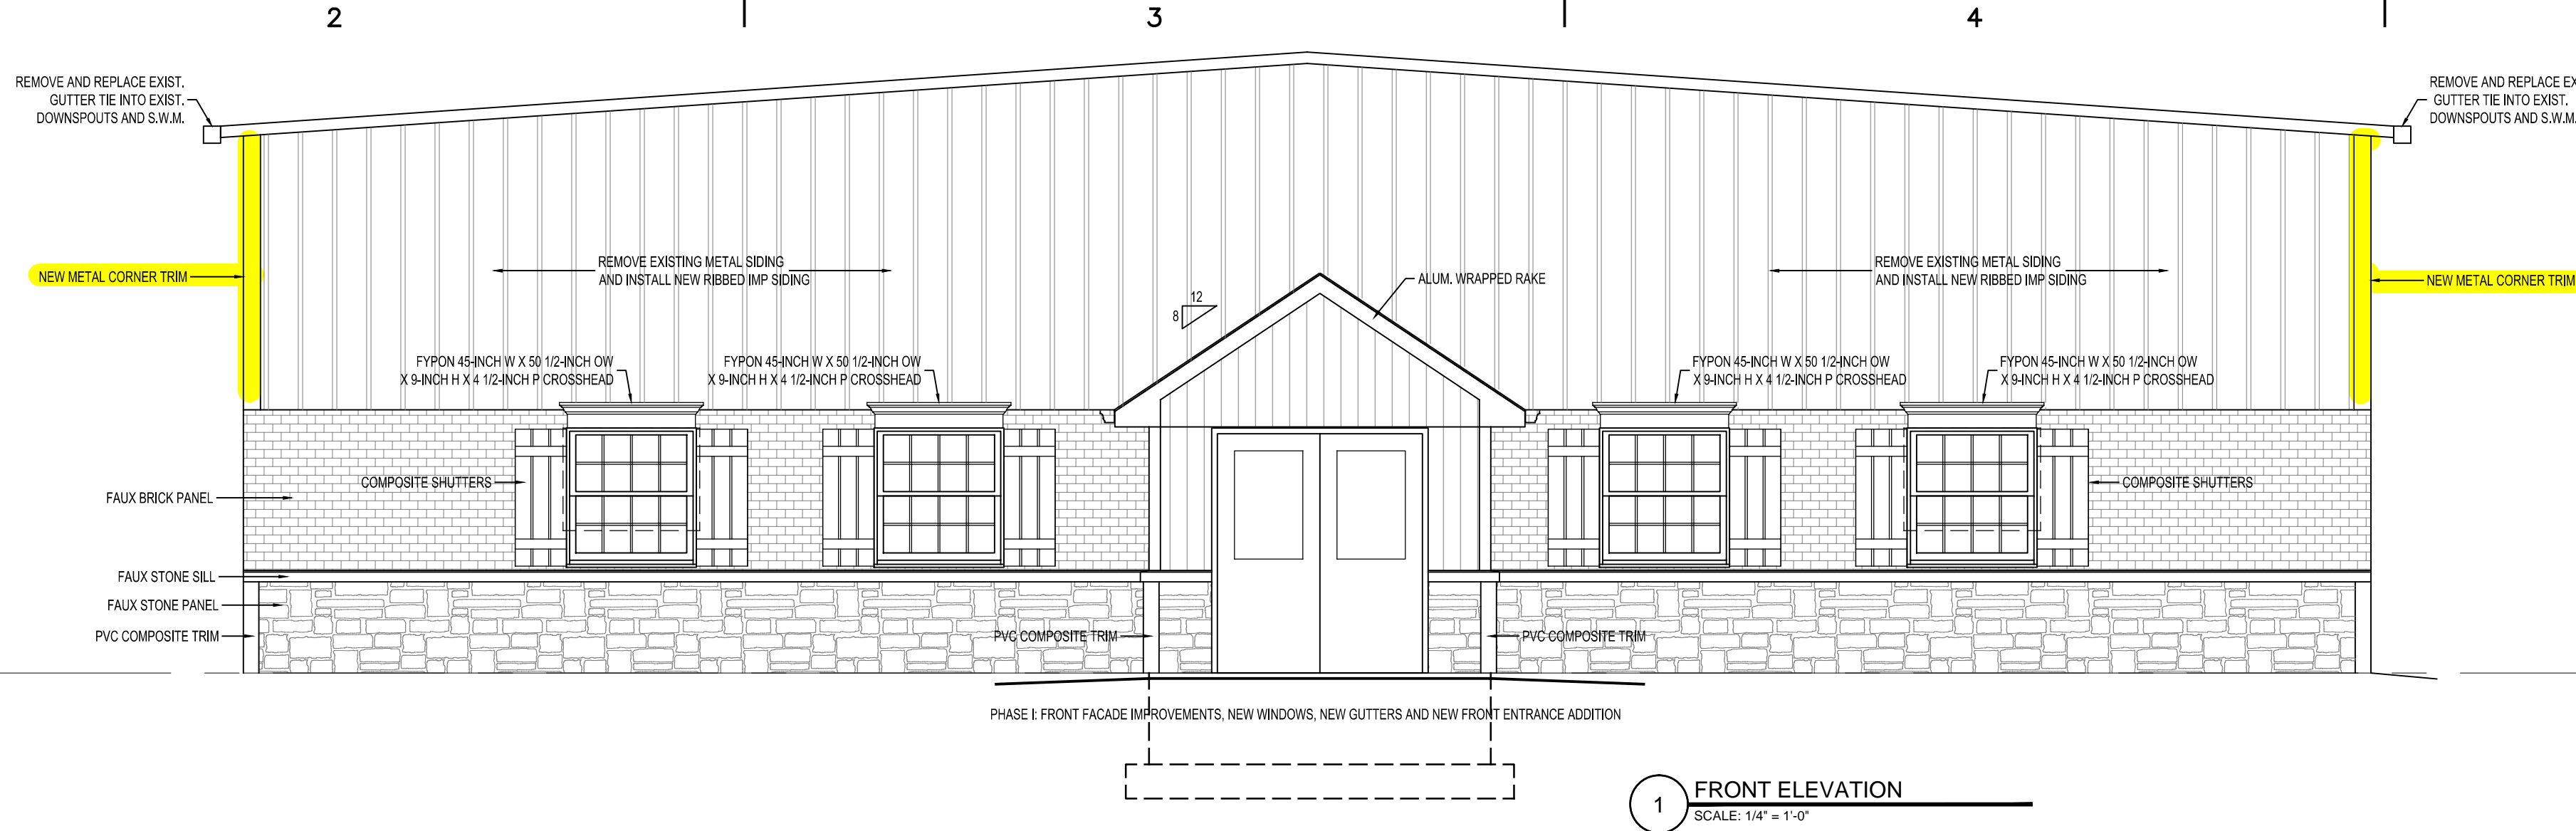 2
3
4
REMOVE AND REPLACE EXIST.
GUTTER TIE INTO EXIST.
DOWNSPOUTS AND S.W.M.
REMOVE AND REPLACE EX
GUTTER TIE INTO EXIST.
DOWNSPOUTS AND S.W.M.
NEW METAL CORNER TRIM
REMOVE EXISTING METAL SIDING
AND INSTALL NEW RIBBED IMP SIDING
12
8
ALUM. WRAPPED RAKE
REMOVE EXISTING METAL SIDING
AND INSTALL NEW RIBBED IMP SIDING
NEW METAL CORNER TRIM
FYPON 45-INCH W X 50 1/2-INCH OW
X 9-INCH H X 4 1/2-INCH P CROSSHEAD
FYPON 45-INCH W X 50 1/2-INCH OW
X 9-INCH H X 4 1/2-INCH P CROSSHEAD
FYPON 45-INCH W X 50 1/2-INCH OW
X 9-INCH H X 4 1/2-INCH P CROSSHEAD
FYPON 45-INCH W X 50 1/2-INCH OW
X 9-INCH H X 4 1/2-INCH P CROSSHEAD
FAUX BRICK PANEL
COMPOSITE SHUTTERS
COMPOSITE SHUTTERS
FAUX STONE SILL
FAUX STONE PANEL
PVC COMPOSITE TRIM
PVC COMPOSITE TRIM
PVC COMPOSITE TRIM
PHASE I: FRONT FACADE IMPROVEMENTS, NEW WINDOWS, NEW GUTTERS AND NEW FRONT ENTRANCE ADDITION
1
FRONT ELEVATION
SCALE: 1/4" = 1'-0"